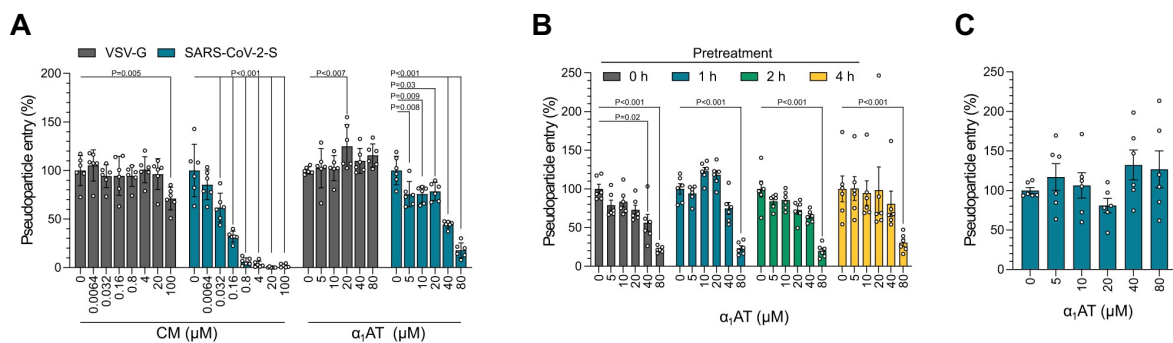 A
VSV-G SARS-CoV-2-S
Pseudoparticle entry (%)
200
150
100
50
0
P=0.005
P<0.001
P<0.007
P<0.001
P=0.03
P=0.009
P=0.008
0 0.0064 0.032 0.16 0.8 4 20 100
0 0.0064 0.032 0.16 0.8 4 20 100
0 5 10 20 40 80
0 5 10 20 40 80
CM (µM)
α₁AT (µM)
B
Pretreatment
0 h 1 h 2 h 4 h
Pseudoparticle entry (%)
250
200
150
100
50
0
P<0.001
P=0.02
P<0.001
P<0.001
P<0.001
0 5 10 20 40 80
0 5 10 20 40 80
0 5 10 20 40 80
0 5 10 20 40 80
α₁AT (µM)
C
Pseudoparticle entry (%)
250
200
150
100
50
0
0 5 10 20 40 80
α₁AT (µM)